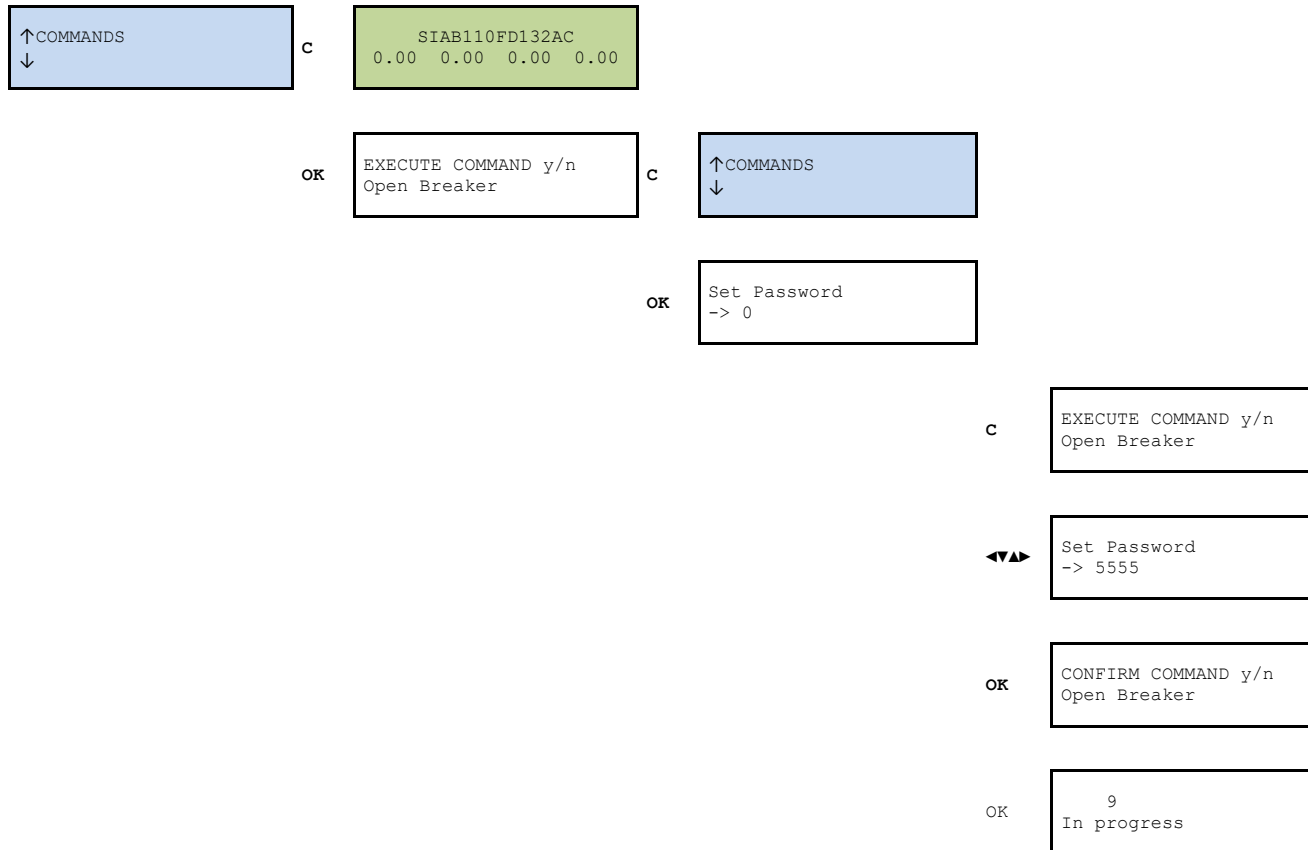 ↑COMMANDS
↓
C
SIAB110FD132AC
0.00 0.00 0.00 0.00
OK
EXECUTE COMMAND y/n
Open Breaker
C
↑COMMANDS
↓
OK
Set Password
-> 0
C
EXECUTE COMMAND y/n
Open Breaker
◄▼▲►
Set Password
-> 5555
OK
CONFIRM COMMAND y/n
Open Breaker
OK
9
In progress